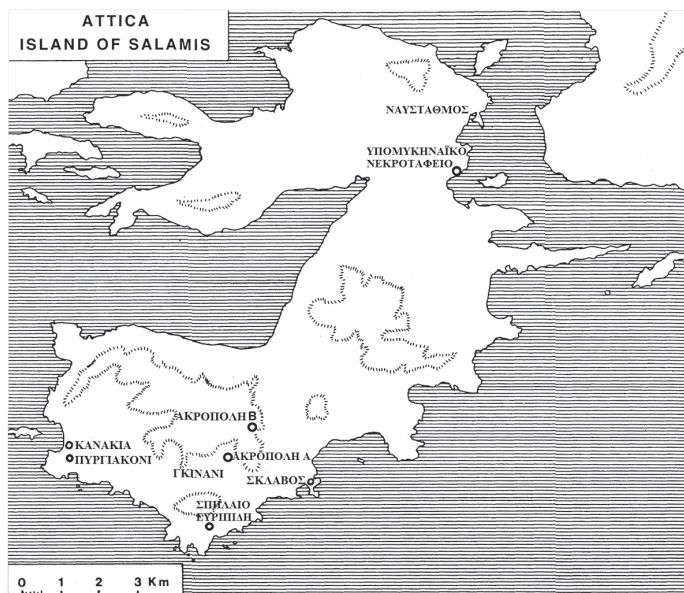 ATTICA
ISLAND OF SALAMIS
ΝΑΥΣΤΑΘΜΟΣ
ΥΠΟΜΥΚΗΝΑΪΚΟ
ΝΕΚΡΟΤΑΦΕΙΟ
ΑΚΡΟΠΟΛΗ Β
ΚΑΝΑΚΙΑ
ΠΥΡΓΙΑΚΟΝΙ
ΑΚΡΟΠΟΛΗ Α
ΓΚΙΝΑΝΙ
ΣΚΛΑΒΟΣ
ΣΠΗΛΑΙΟ
ΕΥΡΙΠΙΔΗ
0 1 2 3 Km